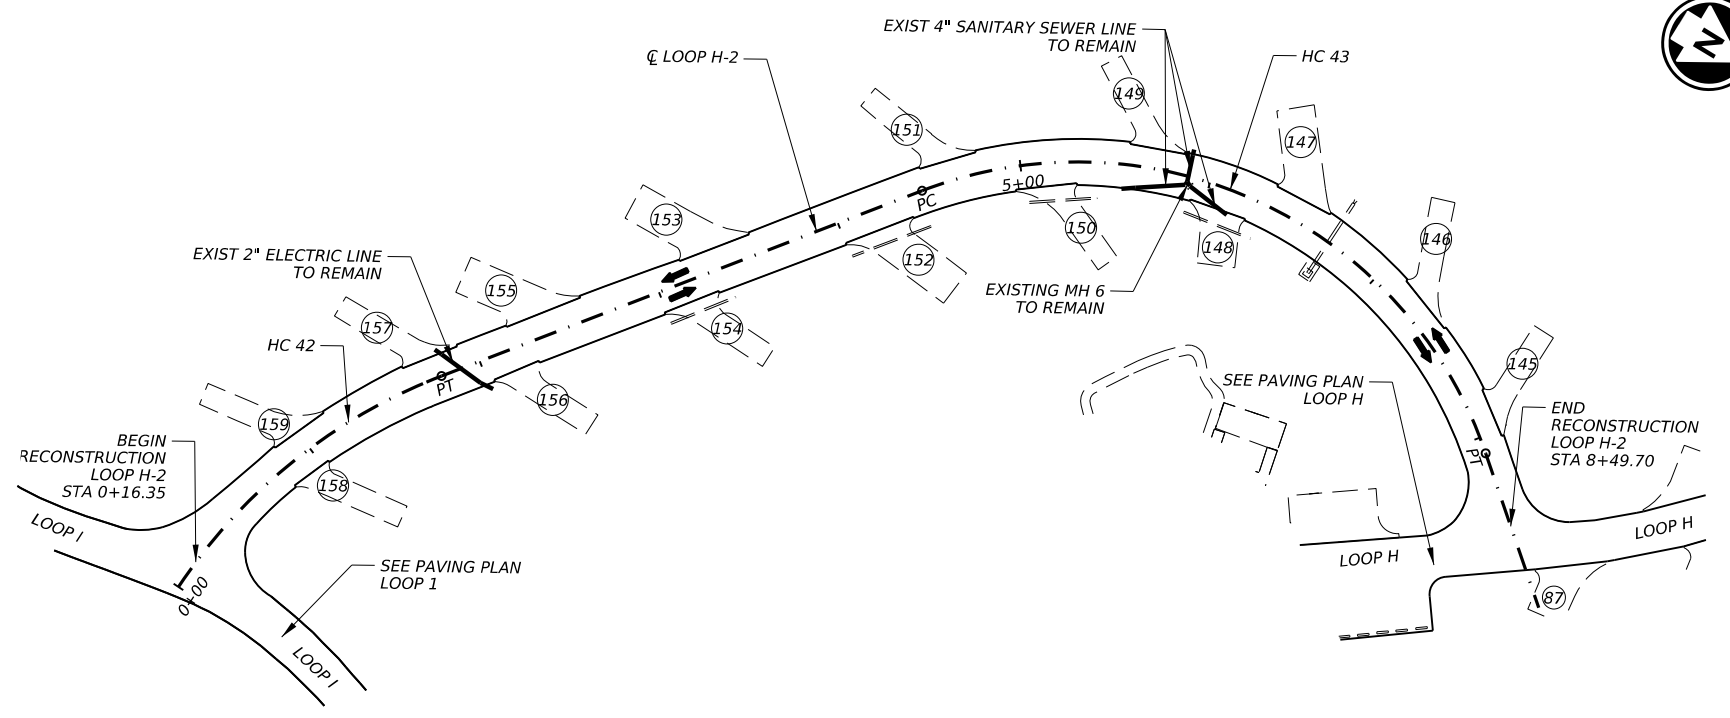 EXIST 4" SANITARY SEWER LINE
TO REMAIN
℄ LOOP H-2
HC 43
N
149
151
147
153
5+00
PC
150
148
146
152
EXIST 2" ELECTRIC LINE
TO REMAIN
155
EXISTING MH 6
TO REMAIN
157
154
HC 42
PT
156
145
SEE PAVING PLAN
LOOP H
159
END
RECONSTRUCTION
LOOP H-2
STA 8+49.70
BEGIN
RECONSTRUCTION
LOOP H-2
STA 0+16.35
PT
158
LOOP I
LOOP H
LOOP H
SEE PAVING PLAN
LOOP 1
0+00
87
LOOP I